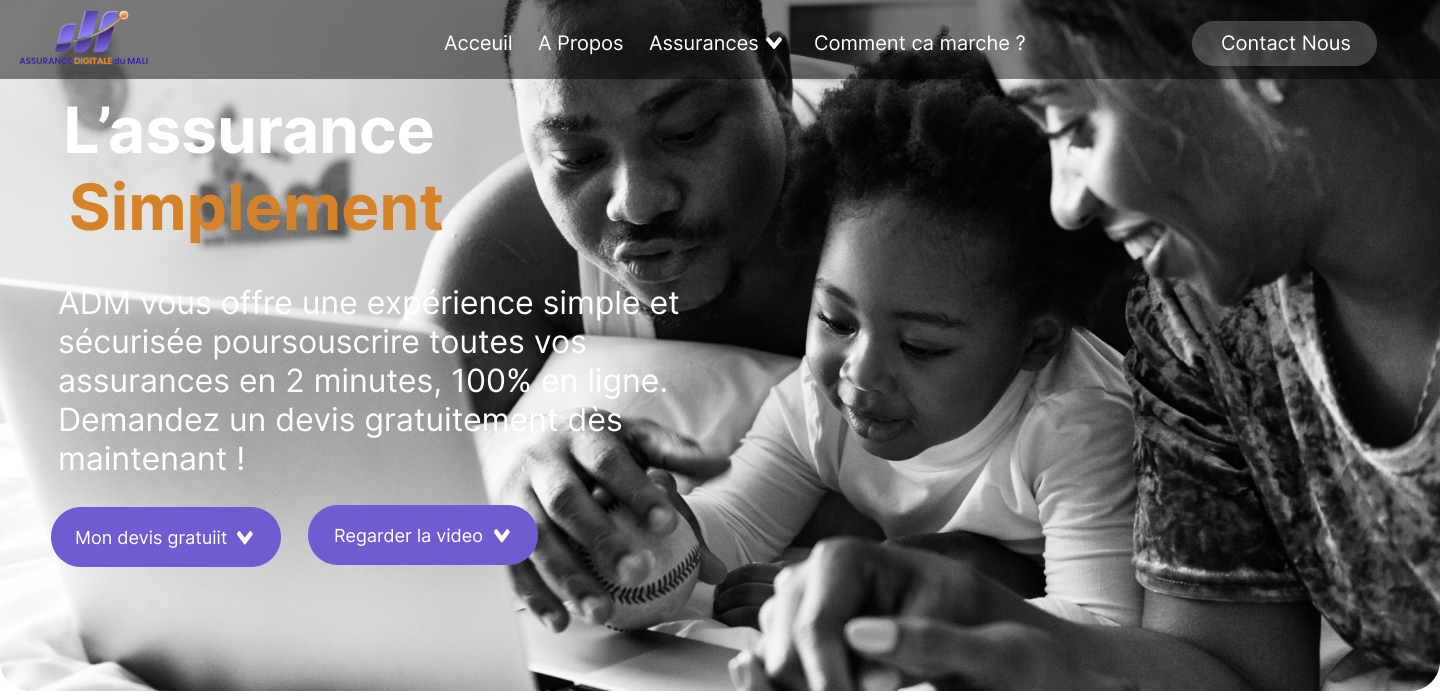 ASSURANCE DIGITALE du MALI
Acceuil
A Propos
Assurances
Comment ca marche ?
Contact Nous
L’assurance
Simplement
ADM vous offre une expérience simple et
sécurisée poursouscrire toutes vos
assurances en 2 minutes, 100% en ligne.
Demandez un devis gratuitement dès
maintenant !
Mon devis gratuiit
Regarder la video